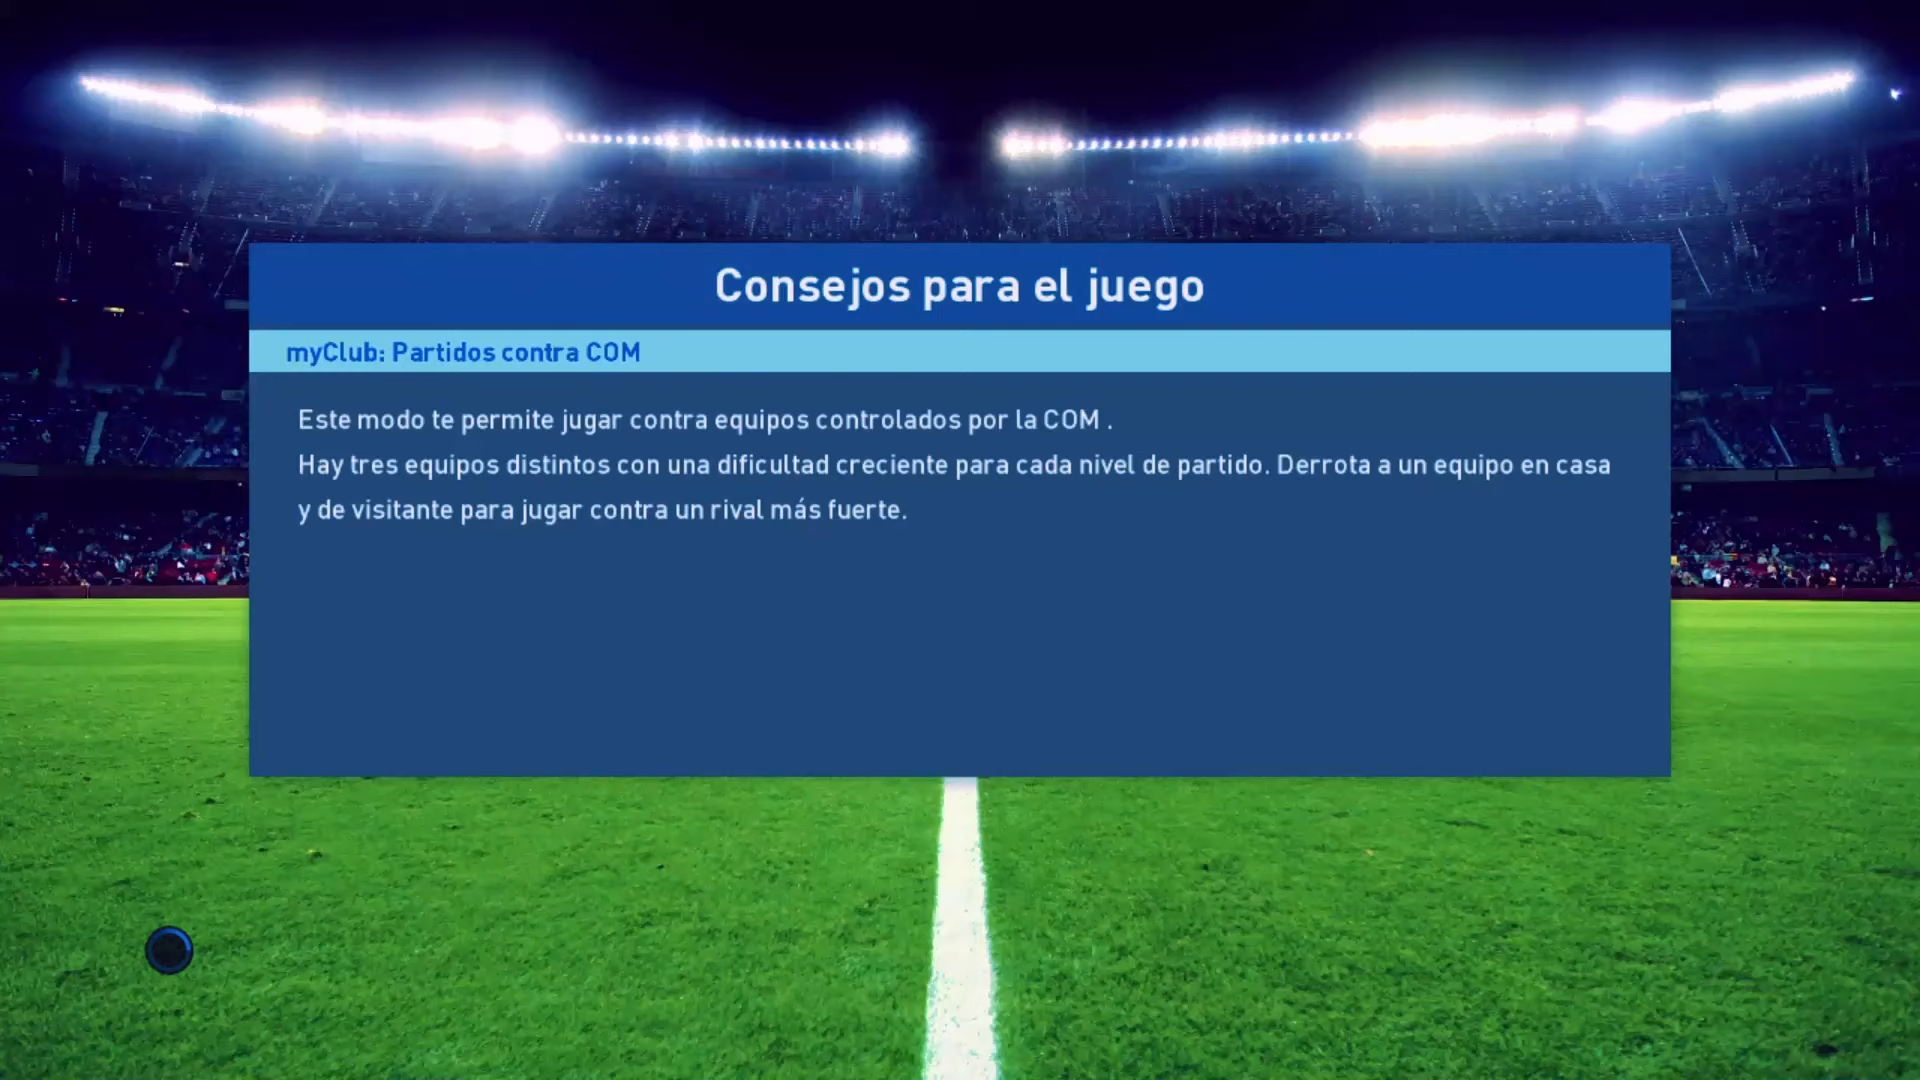 Consejos para el juego
myClub: Partidos contra COM
Este modo te permite jugar contra equipos controlados por la COM .
Hay tres equipos distintos con una dificultad creciente para cada nivel de partido. Derrota a un equipo en casa
y de visitante para jugar contra un rival más fuerte.